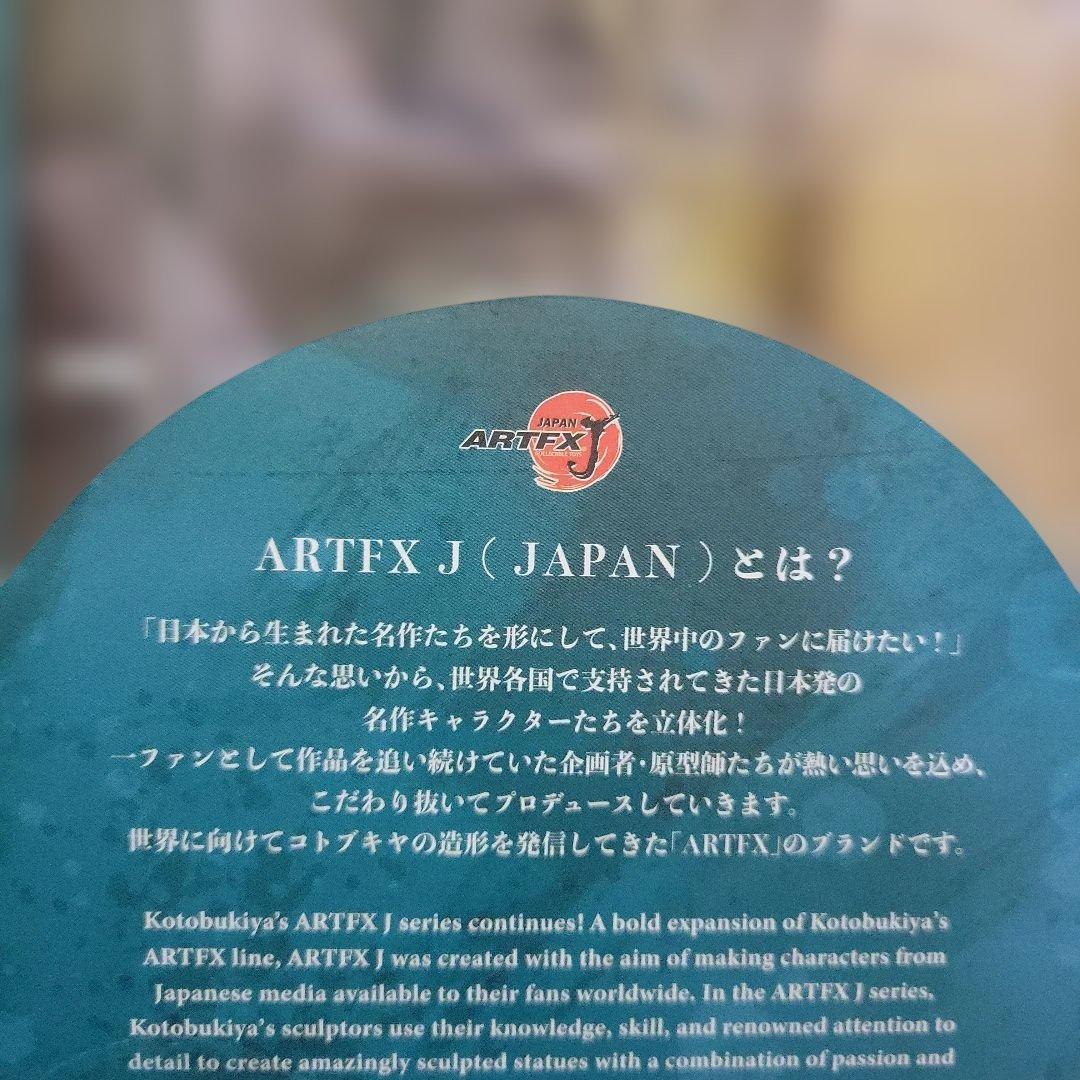 JAPAN
ARTFX J
COLLECTIBLE TOYS
ARTFX J ( JAPAN ) とは？
「日本から生まれた名作たちを形にして、世界中のファンに届けたい！」
そんな思いから、世界各国で支持されてきた日本発の
名作キャラクターたちを立体化！
一ファンとして作品を追い続けていた企画者・原型師たちが熱い思いを込め、
こだわり抜いてプロデュースしていきます。
世界に向けてコトブキヤの造形を発信してきた「ARTFX」のブランドです。
Kotobukiya's ARTFX J series continues! A bold expansion of Kotobukiya's
ARTFX line, ARTFX J was created with the aim of making characters from
Japanese media available to their fans worldwide. In the ARTFX J series,
Kotobukiya's sculptors use their knowledge, skill, and renowned attention to
detail to create amazingly sculpted statues with a combination of passion and